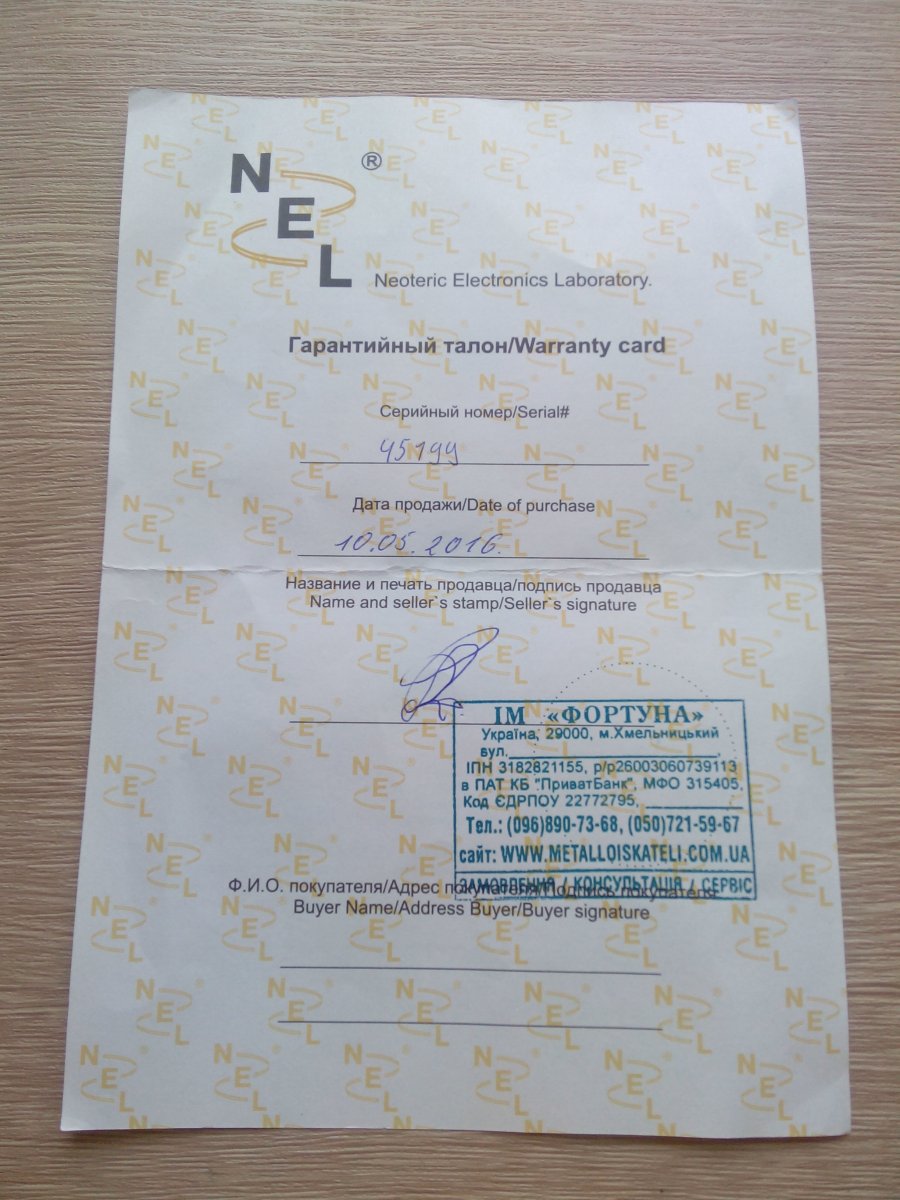 N
E
L
®
Neoteric Electronics Laboratory.
Гарантийный талон/Warranty card
Серийный номер/Serial#
45199
Дата продажи/Date of purchase
10.05.2016.
Название и печать продавца/подпись продавца
Name and seller`s stamp/Seller`s signature
ІМ «ФОРТУНА»
Україна, 29000, м.Хмельницький
вул.
ІПН 3182821155, р/р26003060739113
в ПАТ КБ "ПриватБанк", МФО 315405,
Код ЄДРПОУ 22772795,
Тел.: (096)890-73-68, (050)721-59-67
сайт: WWW.METALLOISKATELI.COM.UA
ЗАМОВЛЕННЯ / КОНСУЛЬТАЦІЯ / СЕРВІС
Ф.И.О. покупателя/Адрес покупателя/Подпись покупателя
Buyer Name/Address Buyer/Buyer signature